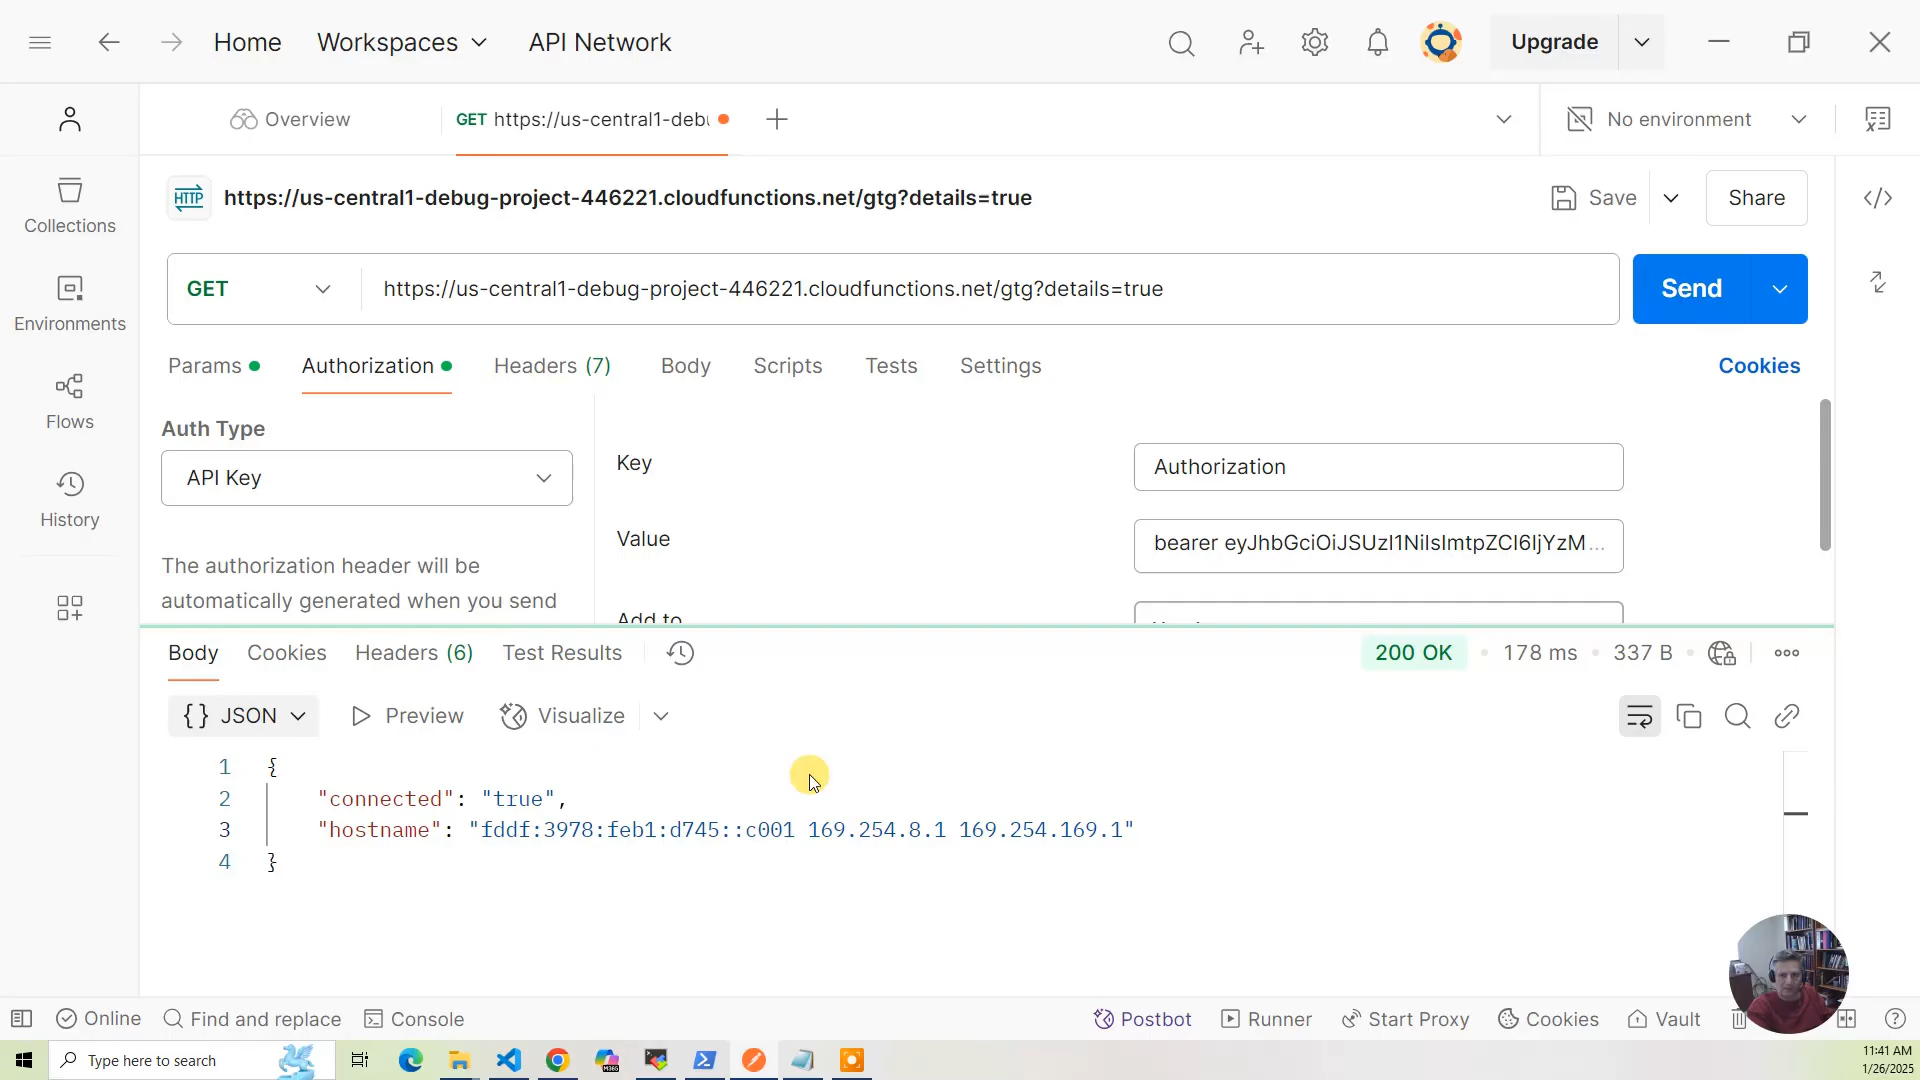 Home
Workspaces
API Network
Upgrade
Overview
GET https://us-central1-debu
No environment
Collections
HTTP
https://us-central1-debug-project-446221.cloudfunctions.net/gtg?details=true
Save
Share
GET
https://us-central1-debug-project-446221.cloudfunctions.net/gtg?details=true
Send
Environments
Params
Authorization
Headers (7)
Body
Scripts
Tests
Settings
Cookies
Flows
Auth Type
API Key
Key
Authorization
History
Value
bearer eyJhbGciOiJSUzI1NiIsImtpZCI6IjYzM...
The authorization header will be
automatically generated when you send
Add to
Body
Cookies
Headers (6)
Test Results
200 OK
178 ms
337 B
{} JSON
Preview
Visualize
1 {
2 "connected": "true",
3 "hostname": "fddf:3978:feb1:d745::c001 169.254.8.1 169.254.169.1"
4 }
Online
Find and replace
Console
Postbot
Runner
Start Proxy
Cookies
Vault
Type here to search
M365
11:41 AM
1/26/2025